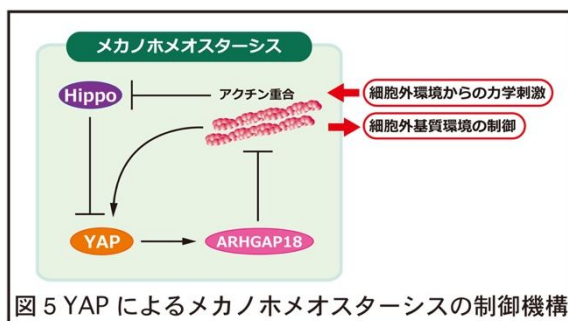 メカノホメオスターシス
Hippo
アクチン重合
細胞外環境からの力学刺激
細胞外基質環境の制御
YAP
ARHGAP18
図 5 YAP によるメカノホメオスターシスの制御機構